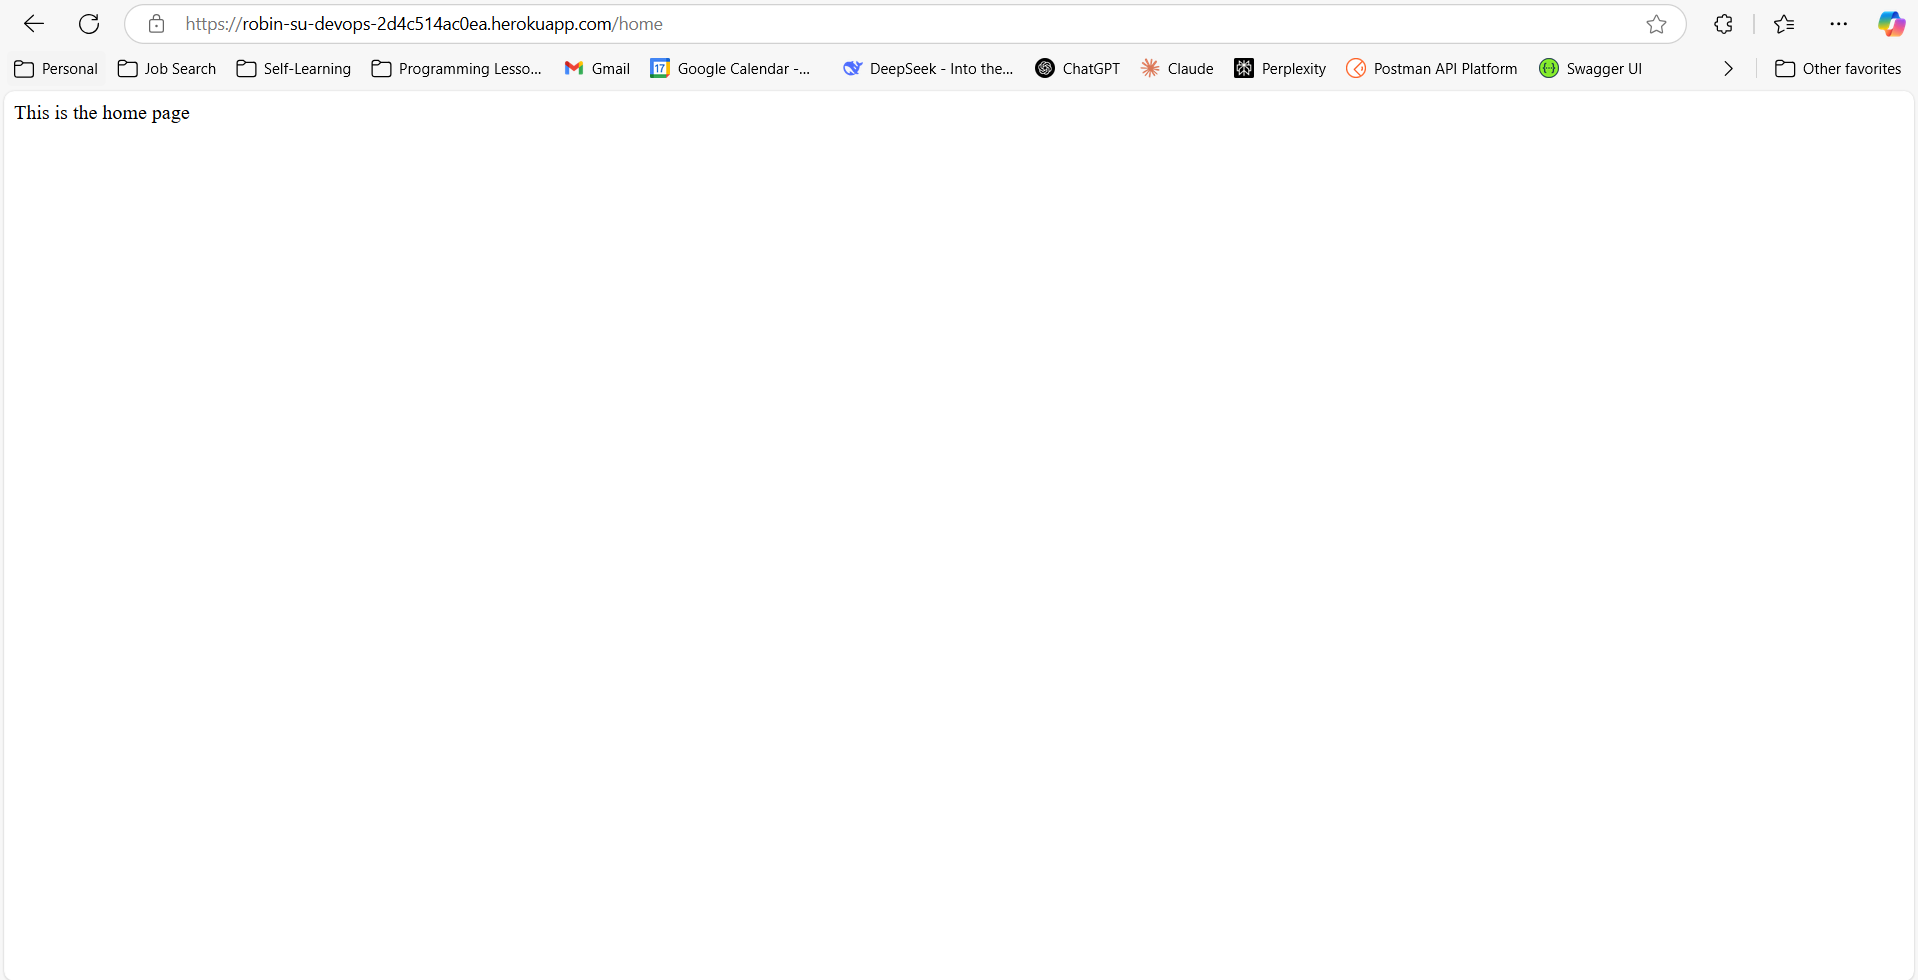 https://robin-su-devops-2d4c514ac0ea.herokuapp.com/home
Personal Job Search Self-Learning Programming Lesso... Gmail 17 Google Calendar -... DeepSeek - Into the... ChatGPT Claude Perplexity Postman API Platform {··} Swagger UI Other favorites
This is the home page